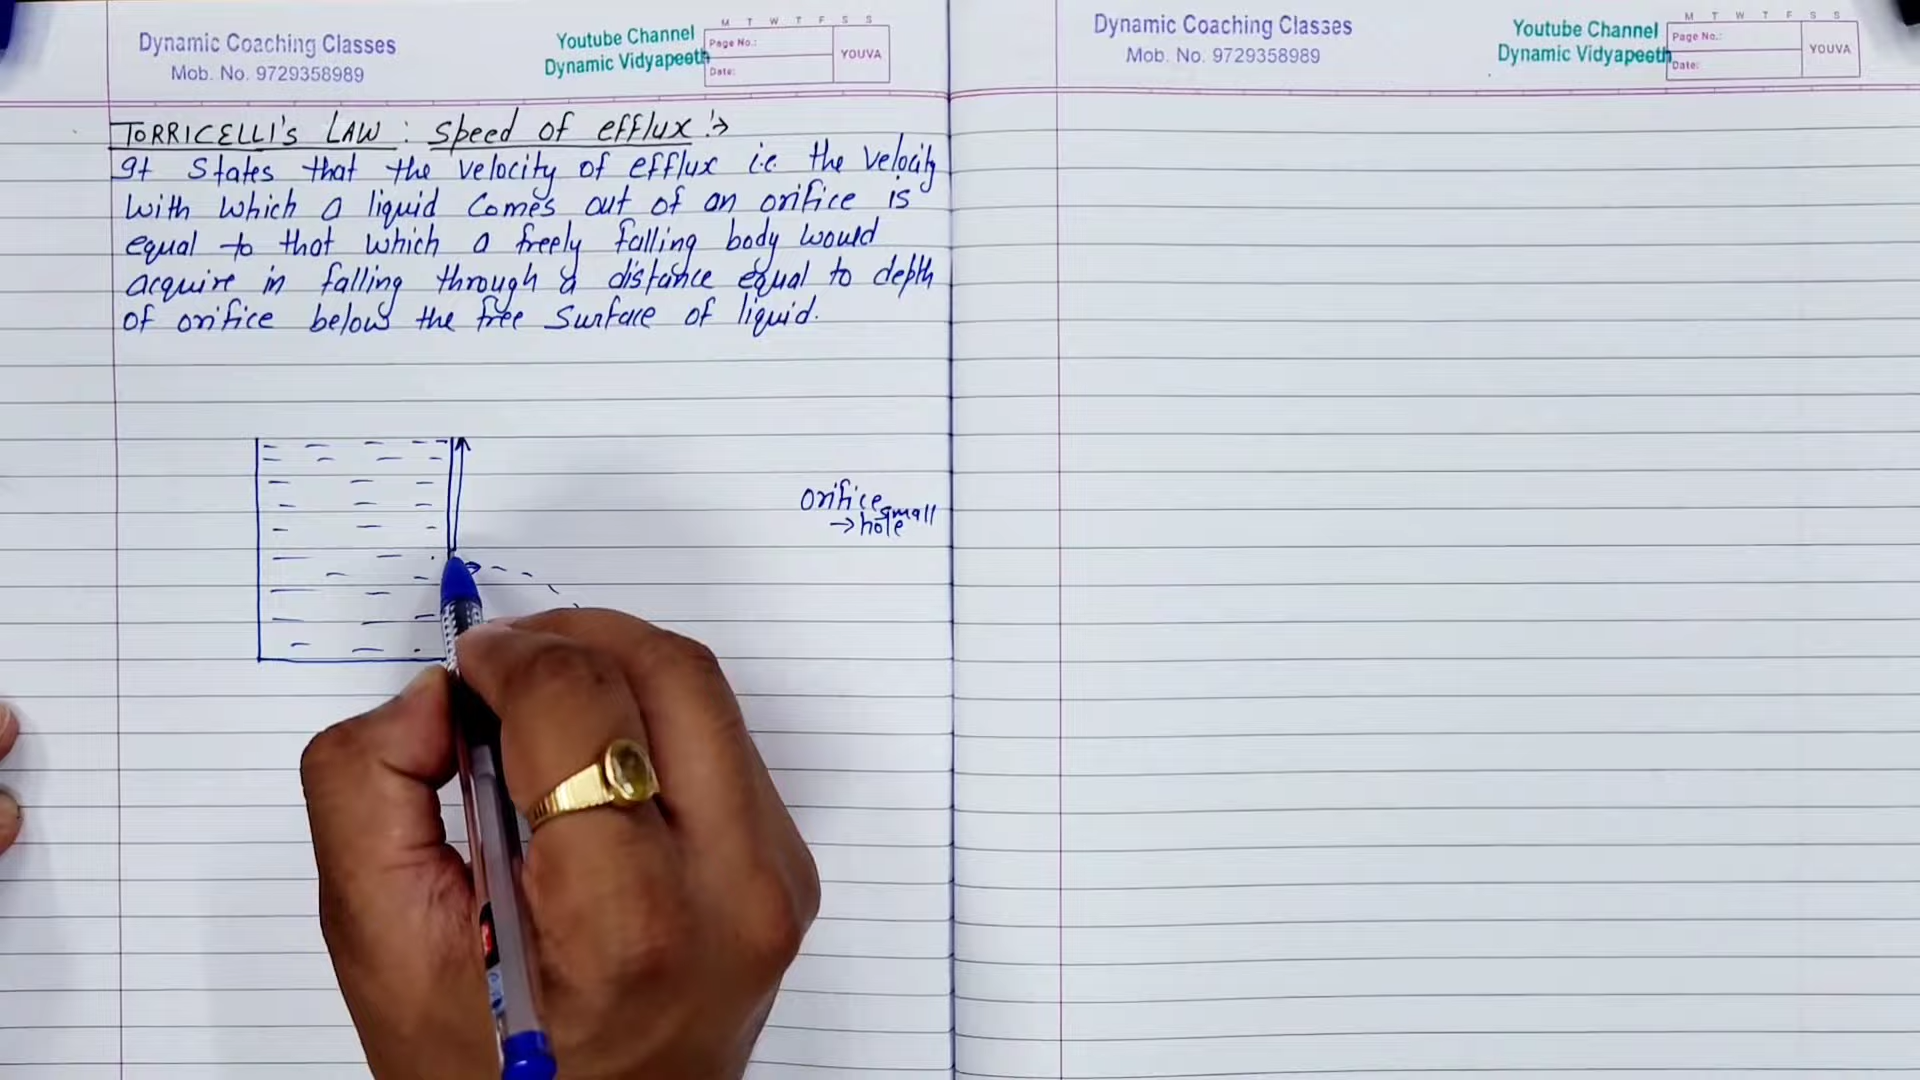 Dynamic Coaching Classes
Mob. No. 9729358989
Youtube Channel
Dynamic Vidyapeeth
M T W T F S S
Page No.:
Date:
YOUVA
TORRICELLI'S LAW : Speed of efflux :→
It States that the velocity of efflux i.e. the velocity
with which a liquid comes out of an orifice is
equal to that which a freely falling body would
acquire in falling through a distance equal to depth
of orifice below the free surface of liquid.
Orifice
→ small hole
Dynamic Coaching Classes
Mob. No. 9729358989
Youtube Channel
Dynamic Vidyapeeth
M T W T F S S
Page No.:
Date:
YOUVA